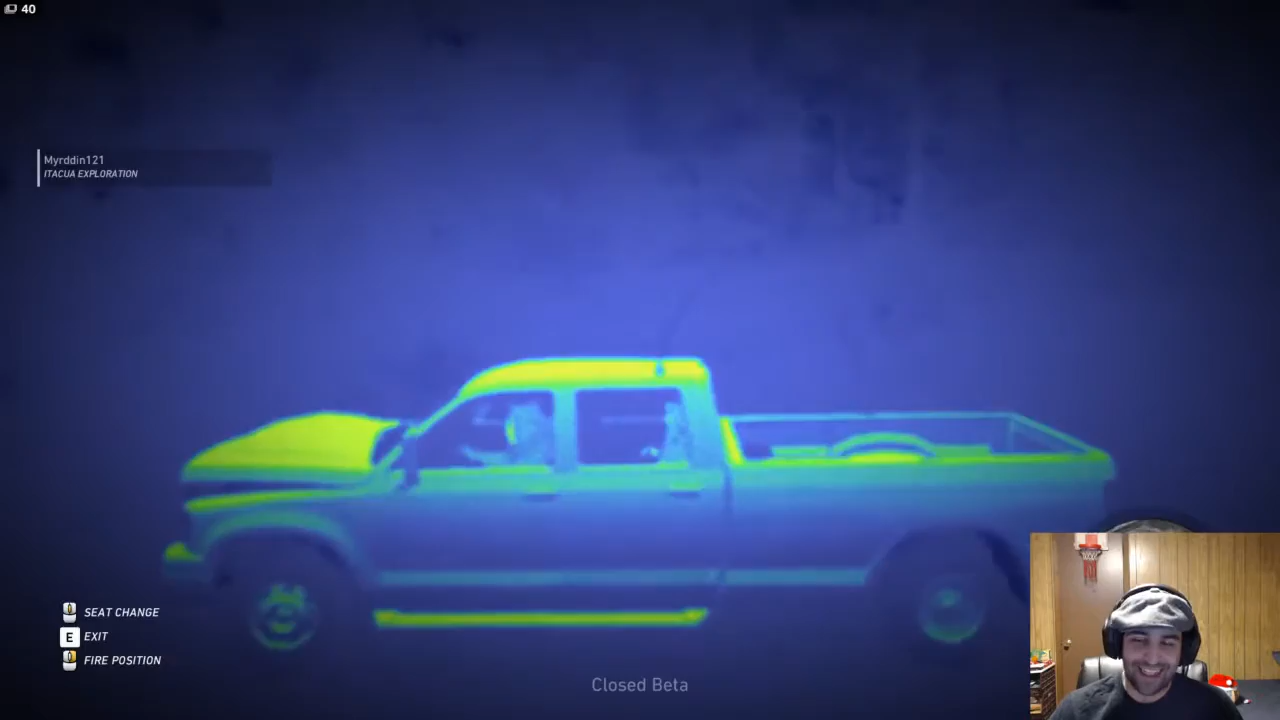 40
Myrddin121
ITACUA EXPLORATION
SEAT CHANGE
E EXIT
FIRE POSITION
Closed Beta